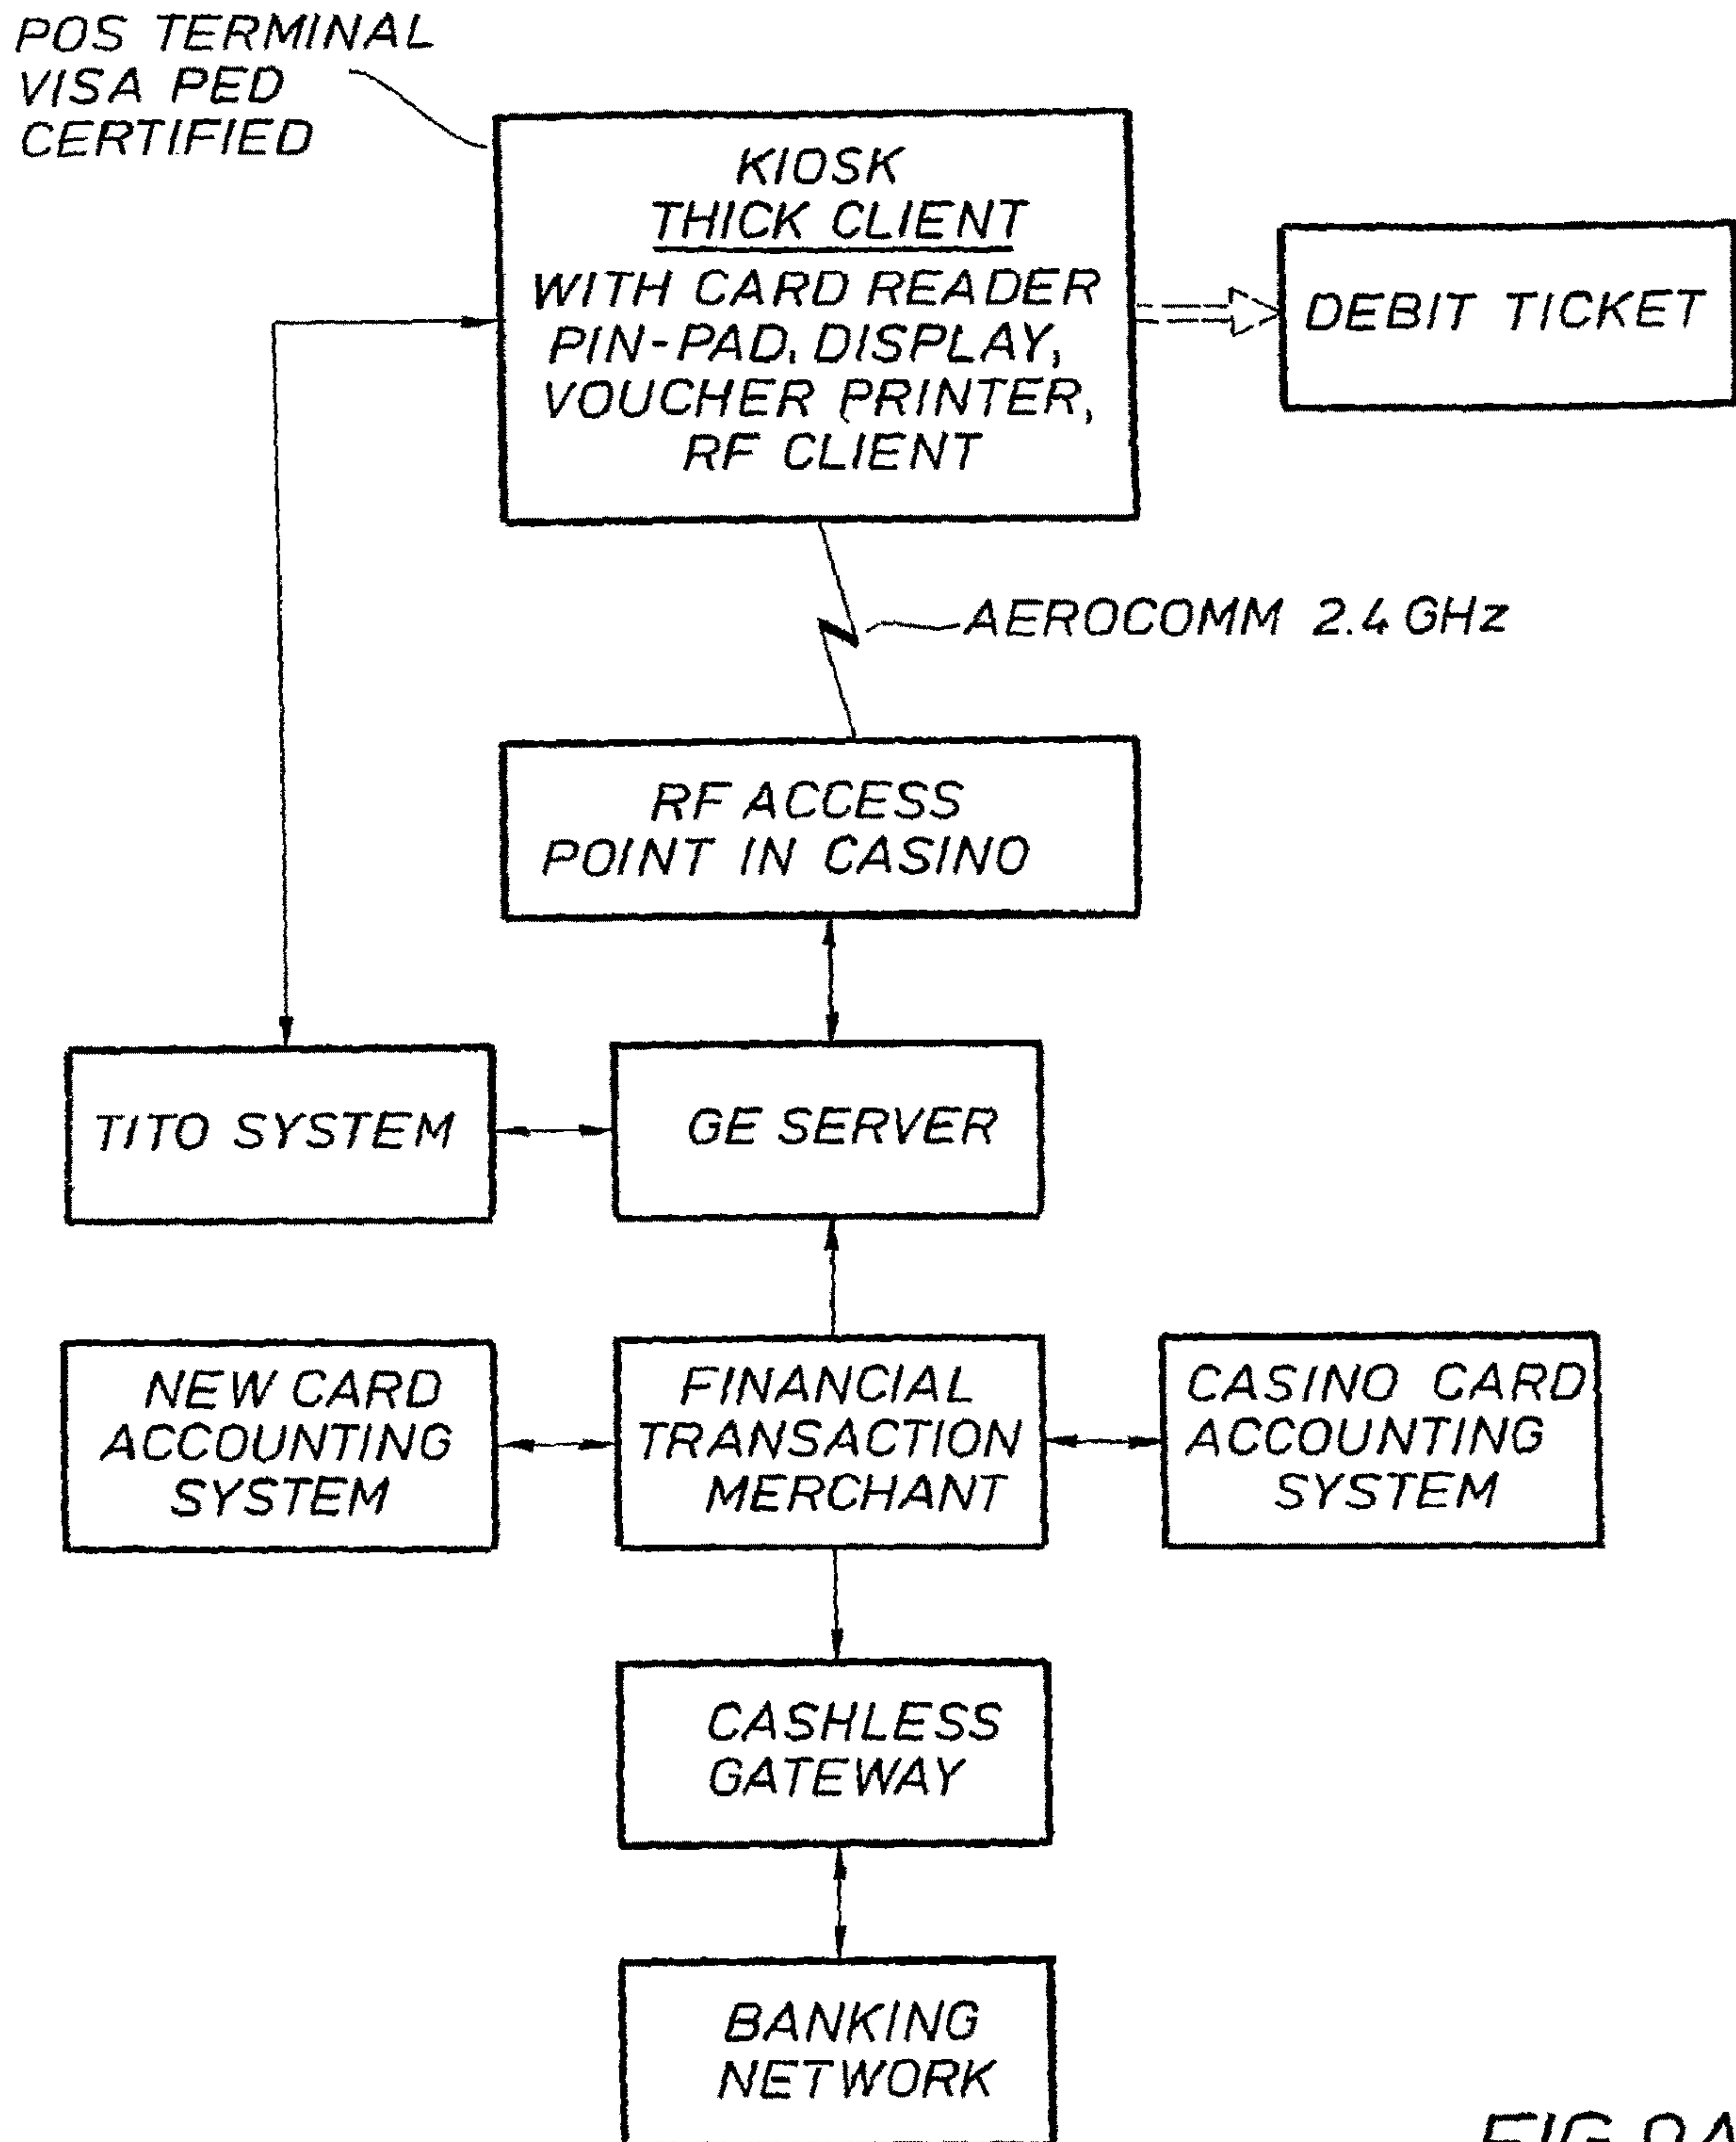 POS TERMINAL
VISA PED
CERTIFIED
KIOSK
THICK CLIENT
WITH CARD READER
PIN-PAD, DISPLAY,
VOUCHER PRINTER,
RF CLIENT
DEBIT TICKET
AEROCOMM 2.4 GHz
RF ACCESS
POINT IN CASINO
TITO SYSTEM
GE SERVER
NEW CARD
ACCOUNTING
SYSTEM
FINANCIAL
TRANSACTION
MERCHANT
CASINO CARD
ACCOUNTING
SYSTEM
CASHLESS
GATEWAY
BANKING
NETWORK